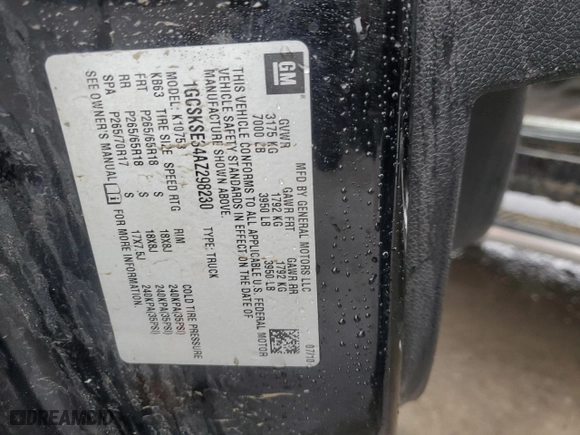 GM
MFD BY GENERAL MOTORS LLC 07/10
GVWR GAWR FRT GAWR RR
3175 KG 1792 KG 1792 KG
7000 LB 3950 LB 3950 LB
THIS VEHICLE CONFORMS TO ALL APPLICABLE U.S. FEDERAL MOTOR
VEHICLE SAFETY STANDARDS IN EFFECT ON THE DATE OF
MANUFACTURE SHOWN ABOVE.
1GCSKSE34AZ298230 TYPE: TRUCK
MODEL: K10753
KB63 TIRE SIZE SPEED RTG RIM COLD TIRE PRESSURE
FRT P265/65R18 S 18X8J 240KPA(35PSI)
RR P265/65R18 S 18X8J 240KPA(35PSI)
SPA P265/70R17 S 17X7.5J 240KPA(35PSI)
SEE OWNER'S MANUAL i FOR MORE INFORMATION.
DREAMBID